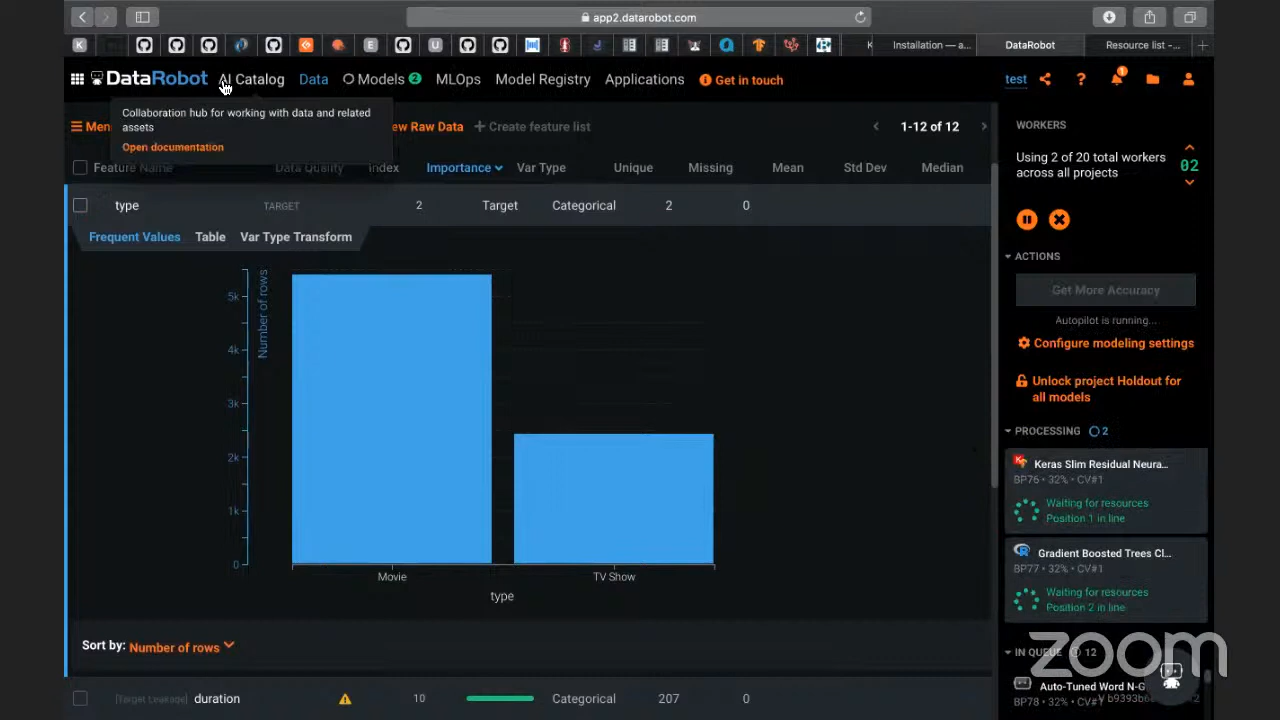 app2.datarobot.com
K
E
U
Installation — a...
DataRobot
Resource list -...
DataRobot
AI Catalog
Data
Models 2
MLOps
Model Registry
Applications
Get in touch
test
1
Collaboration hub for working with data and related
assets
Open documentation
Men
ew Raw Data
+ Create feature list
1-12 of 12
Feature Name
Data Quality
Index
Importance
Var Type
Unique
Missing
Mean
Std Dev
Median
type
TARGET
2
Target
Categorical
2
0
Frequent Values
Table
Var Type Transform
Number of rows
5k
4k
3k
2k
1k
0
Movie
TV Show
type
Sort by: Number of rows
[Target Leakage] duration
10
Categorical
207
0
WORKERS
Using 2 of 20 total workers
across all projects
02
ACTIONS
Get More Accuracy
Autopilot is running...
Configure modeling settings
Unlock project Holdout for
all models
PROCESSING 2
Keras Slim Residual Neura...
BP76 • 32% • CV#1
Waiting for resources
Position 1 in line
Gradient Boosted Trees Cl...
BP77 • 32% • CV#1
Waiting for resources
Position 2 in line
IN QUEUE 12
Auto-Tuned Word N-G
BP78 • 32% • CV#1
zoom